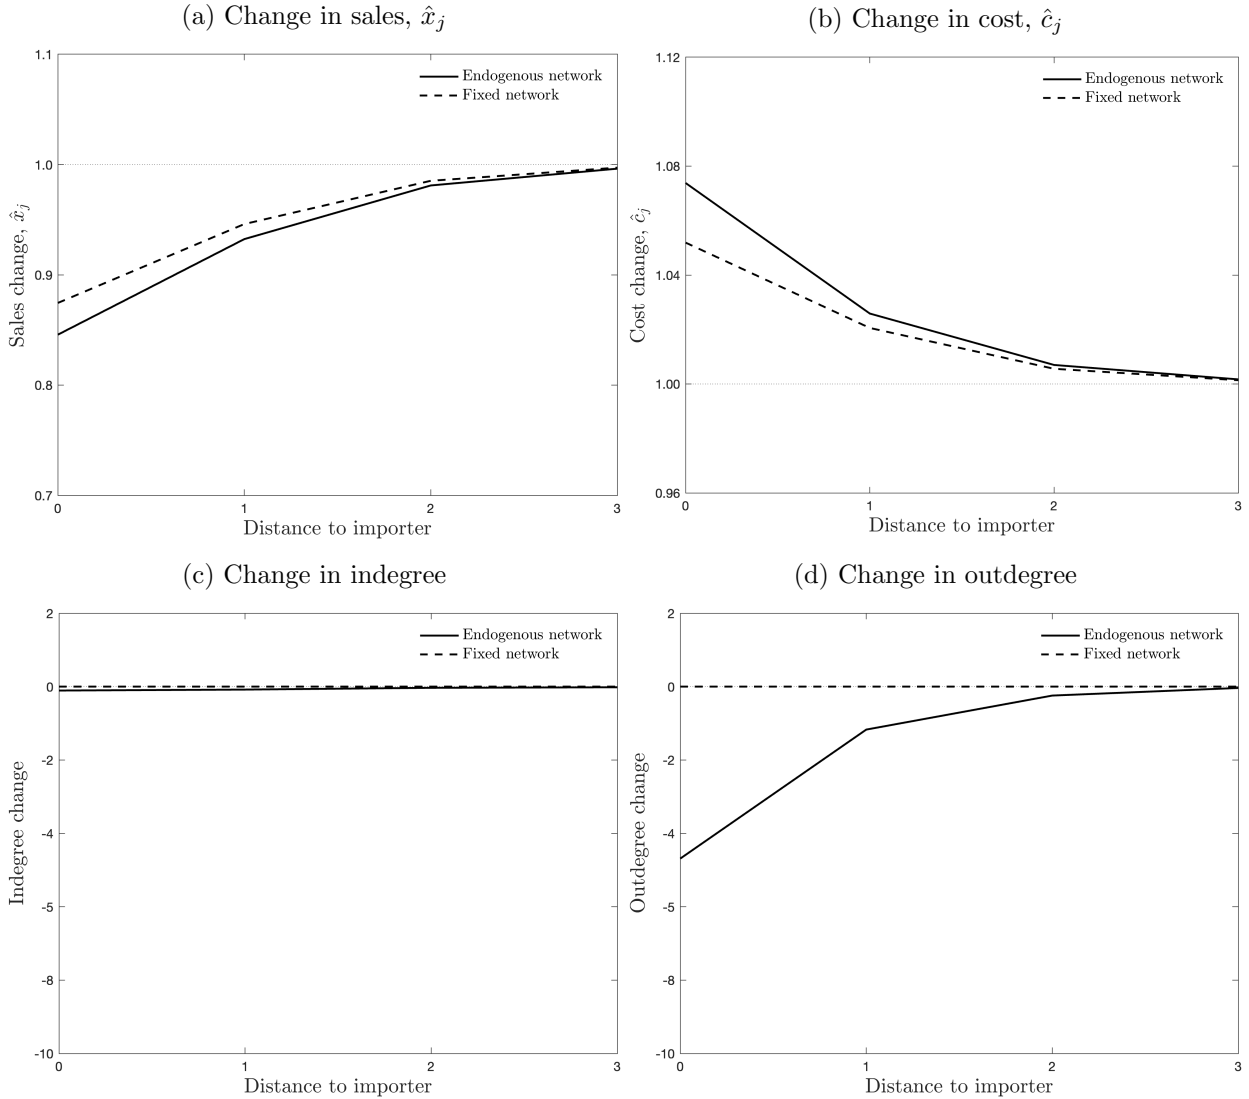 (a) Change in sales, x̂ⱼ
1.1
1.0
0.9
0.8
0.7
Sales change, x̂ⱼ
Endogenous network
Fixed network
0 1 2 3
Distance to importer
(b) Change in cost, ĉⱼ
1.12
1.08
1.04
1.00
0.96
Cost change, ĉⱼ
Endogenous network
Fixed network
0 1 2 3
Distance to importer
(c) Change in indegree
2
0
-2
-4
-5
-8
-10
Indegree change
Endogenous network
Fixed network
0 1 2 3
Distance to importer
(d) Change in outdegree
2
0
-2
-4
-5
-8
-10
Outdegree change
Endogenous network
Fixed network
0 1 2 3
Distance to importer